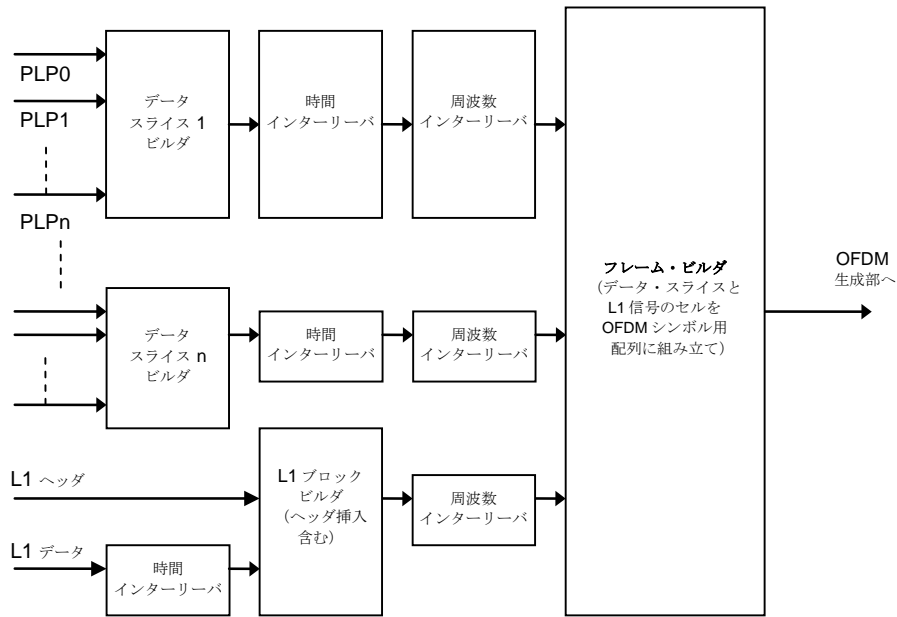 PLP0
PLP1
PLPn
データ
スライス 1
ビルダ
時間
インターリーバ
周波数
インターリーバ
データ
スライス n
ビルダ
時間
インターリーバ
周波数
インターリーバ
L1 ヘッダ
L1 データ
時間
インターリーバ
L1 ブロック
ビルダ
（ヘッダ挿入
含む）
周波数
インターリーバ
フレーム・ビルダ
（データ・スライスと
L1 信号のセルを
OFDM シンボル用
配列に組み立て）
OFDM
生成部へ